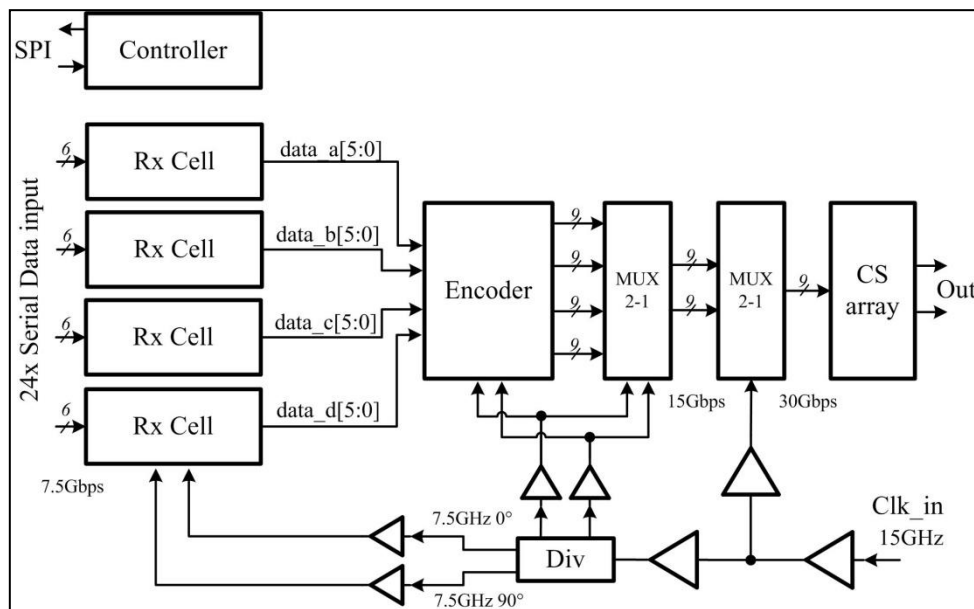 SPI
Controller
24x Serial Data input
6
Rx Cell
data_a[5:0]
6
Rx Cell
data_b[5:0]
6
Rx Cell
data_c[5:0]
6
Rx Cell
data_d[5:0]
7.5Gbps
Encoder
9
9
9
9
MUX
2-1
9
9
15Gbps
MUX
2-1
9
30Gbps
CS
array
Out
7.5GHz 0°
7.5GHz 90°
Div
Clk_in
15GHz